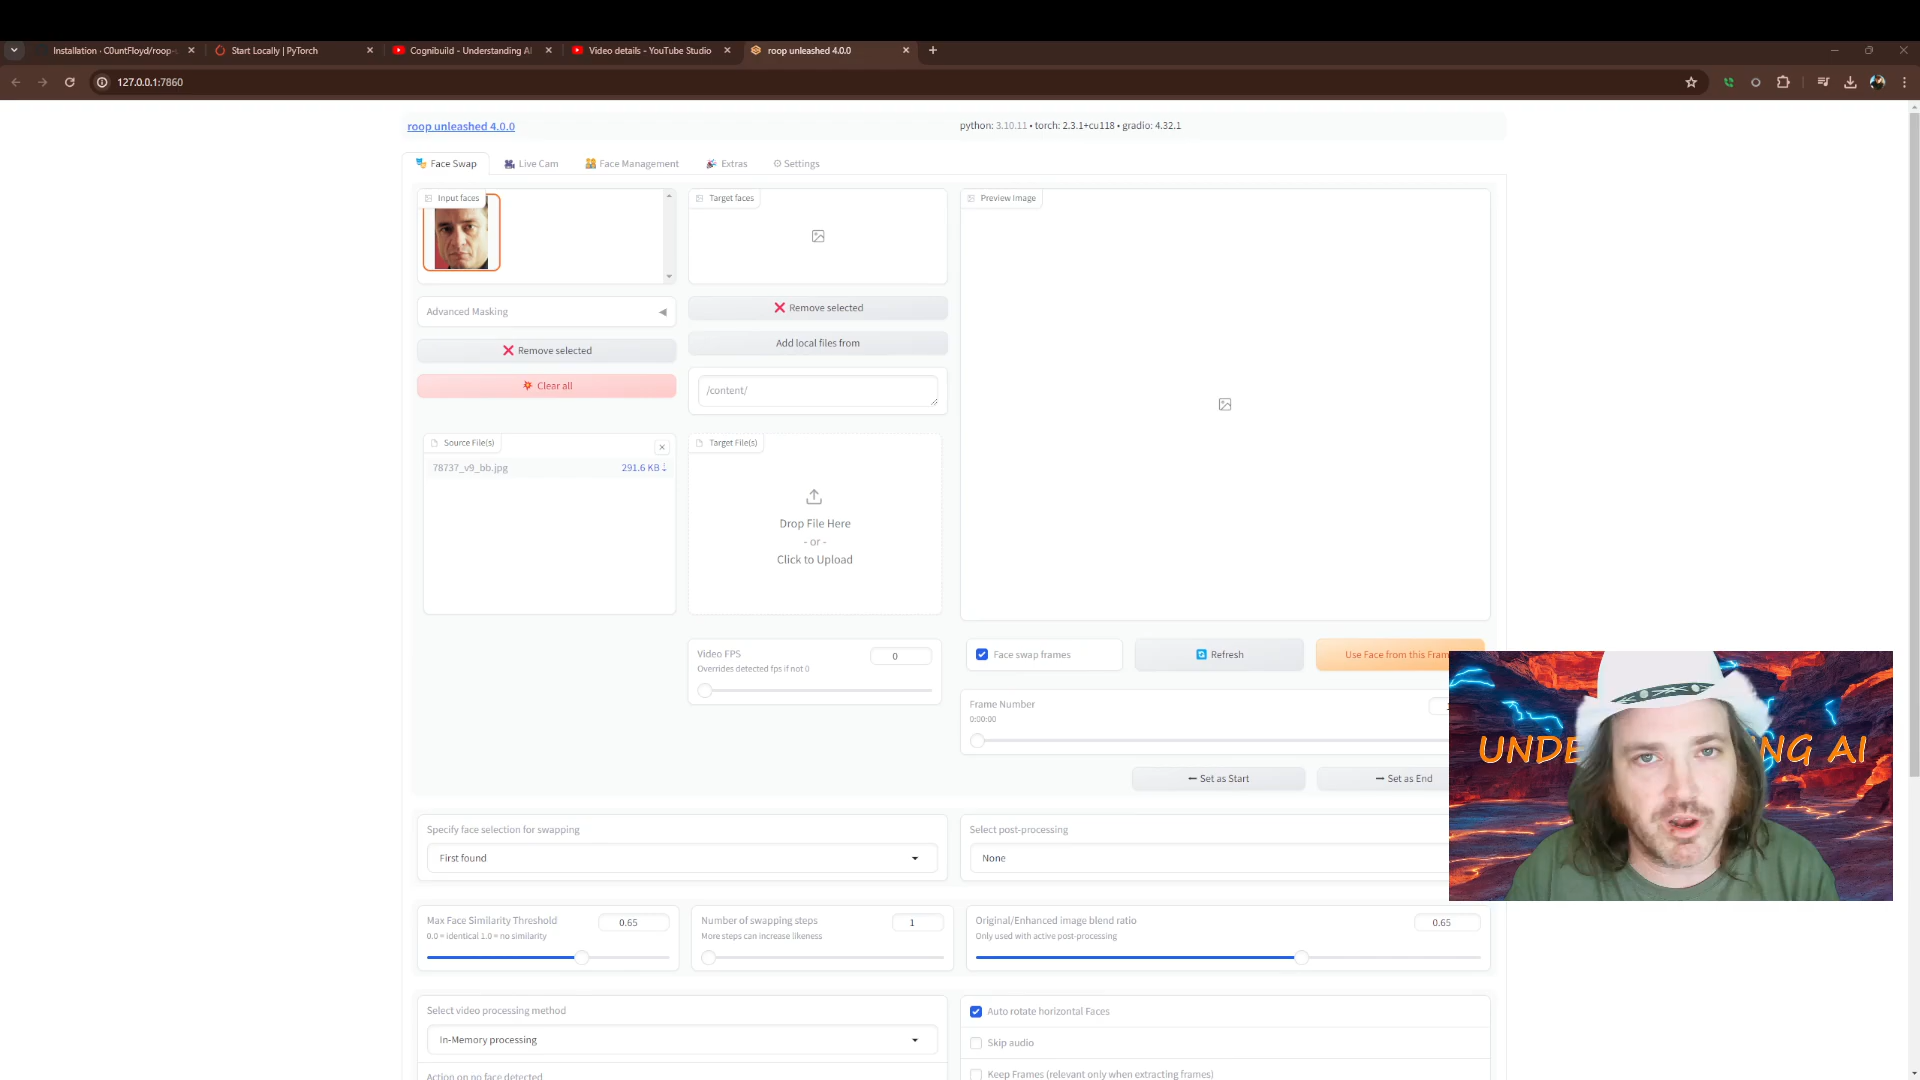 Installation · C0untFloyd/roop-
Start Locally | PyTorch
Cognibuild - Understanding AI
Video details - YouTube Studio
roop unleashed 4.0.0
127.0.0.1:7860
roop unleashed 4.0.0
python: 3.10.11 • torch: 2.3.1+cu118 • gradio: 4.32.1
Face Swap
Live Cam
Face Management
Extras
Settings
Input faces
Target faces
Preview Image
Advanced Masking
Remove selected
Clear all
Remove selected
Add local files from
/content/
Source File(s)
78737_v9_bb.jpg
291.6 KB
Target File(s)
Drop File Here
- or -
Click to Upload
Video FPS
0
Overrides detected fps if not 0
Face swap frames
Refresh
Use Face from this Fram
Frame Number
0:00:00
Set as Start
Set as End
UNDE
NG AI
Specify face selection for swapping
First found
Select post-processing
None
Max Face Similarity Threshold
0.65
0.0 = identical 1.0 = no similarity
Number of swapping steps
1
More steps can increase likeness
Original/Enhanced image blend ratio
0.65
Only used with active post-processing
Select video processing method
In-Memory processing
Action on no face detected
Auto rotate horizontal Faces
Skip audio
Keep Frames (relevant only when extracting frames)